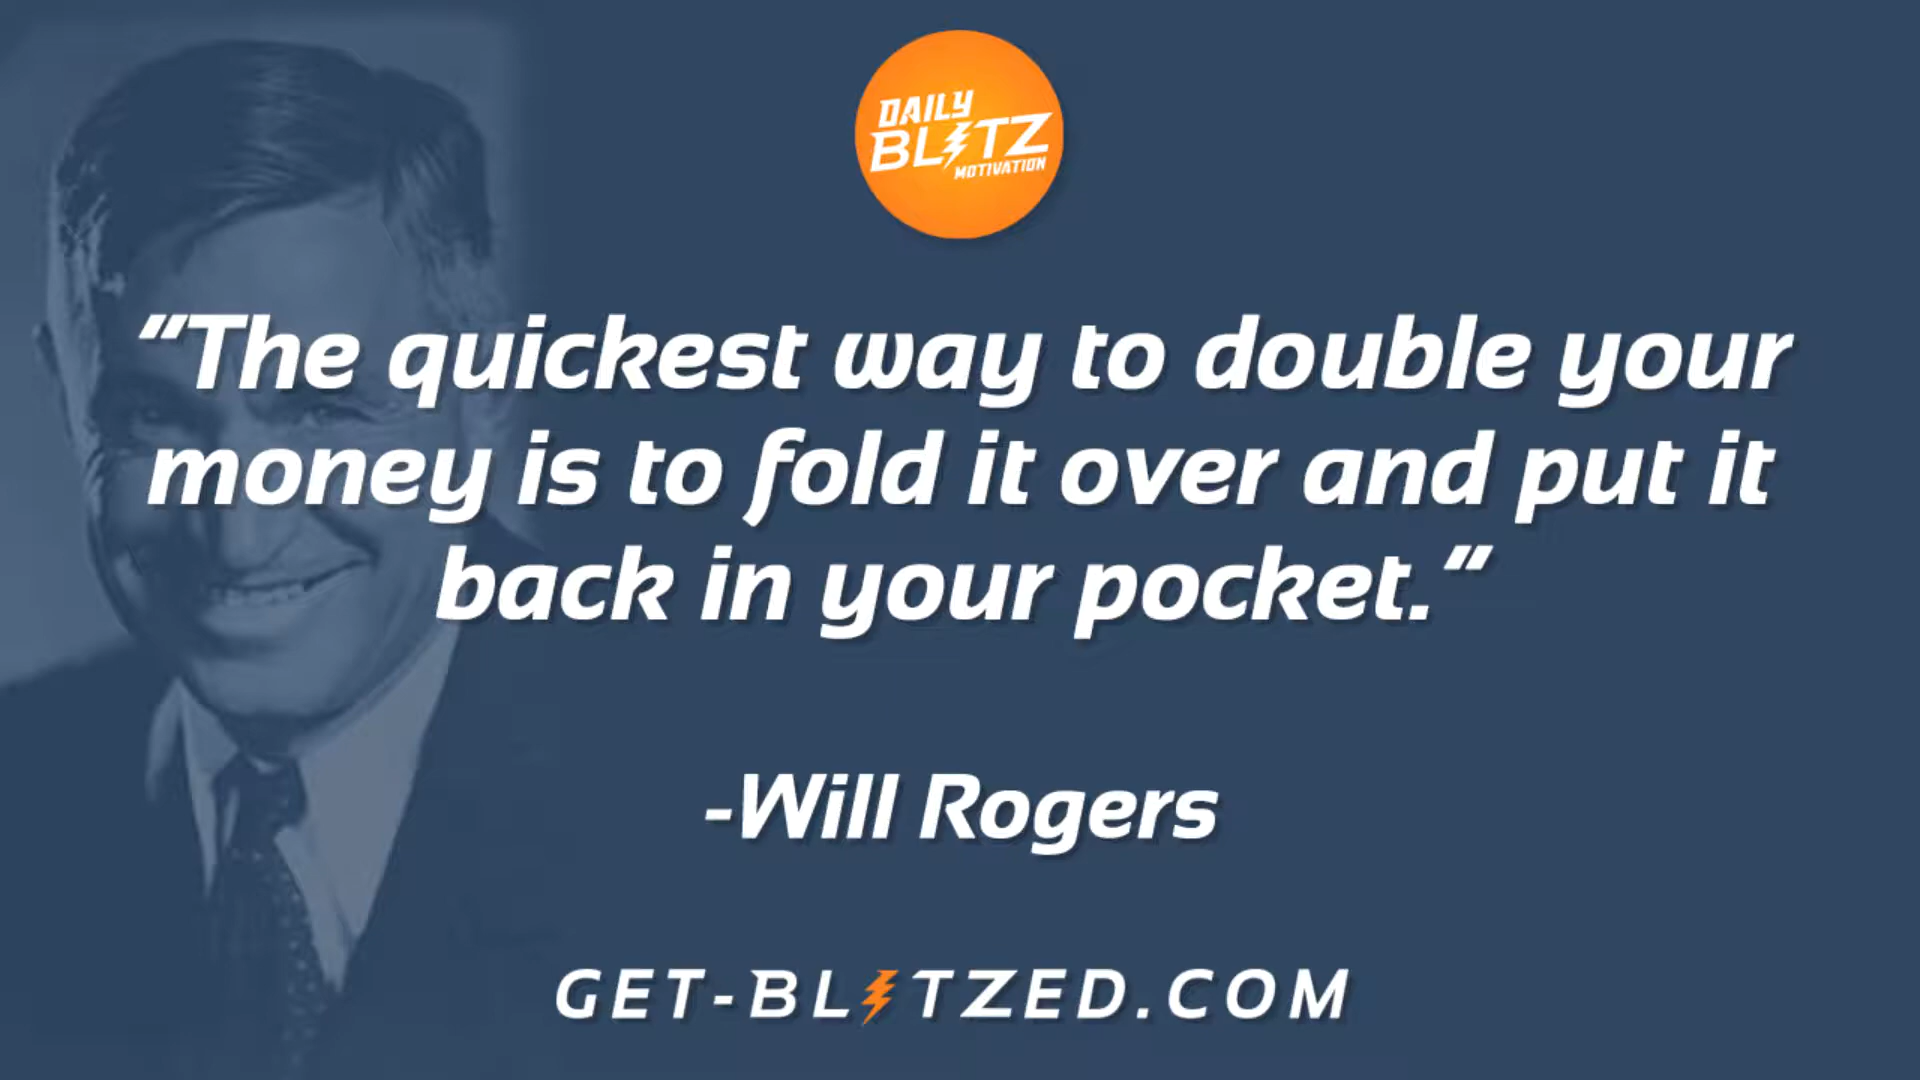 DAILY
BLITZ
MOTIVATION
“The quickest way to double your
money is to fold it over and put it
back in your pocket.”
-Will Rogers
GET-BLITZED.COM